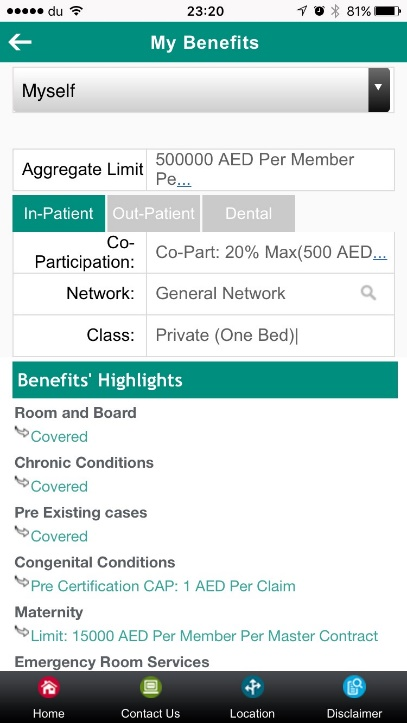 ●●●●● du 23:20 81%
My Benefits
Myself
Aggregate Limit 500000 AED Per Member
Pe...
In-Patient Out-Patient Dental
Co-
Participation: Co-Part: 20% Max(500 AED...
Network: General Network
Class: Private (One Bed)|
Benefits' Highlights
Room and Board
Covered
Chronic Conditions
Covered
Pre Existing cases
Covered
Congenital Conditions
Pre Certification CAP: 1 AED Per Claim
Maternity
Limit: 15000 AED Per Member Per Master Contract
Emergency Room Services
Home Contact Us Location Disclaimer